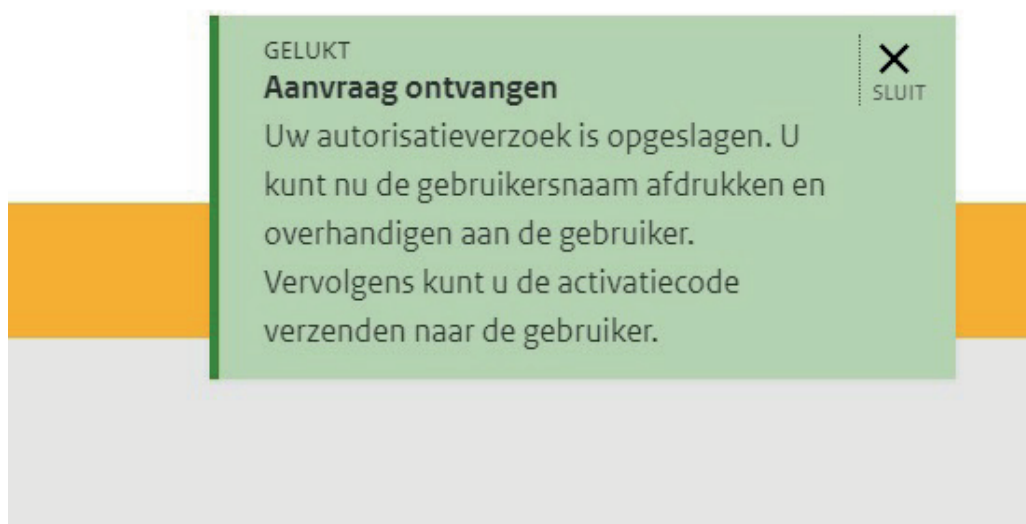 GELUKT
Aanvraag ontvangen
SLUIT
Uw autorisatieverzoek is opgeslagen. U
kunt nu de gebruikersnaam afdrukken en
overhandigen aan de gebruiker.
Vervolgens kunt u de activatiecode
verzenden naar de gebruiker.